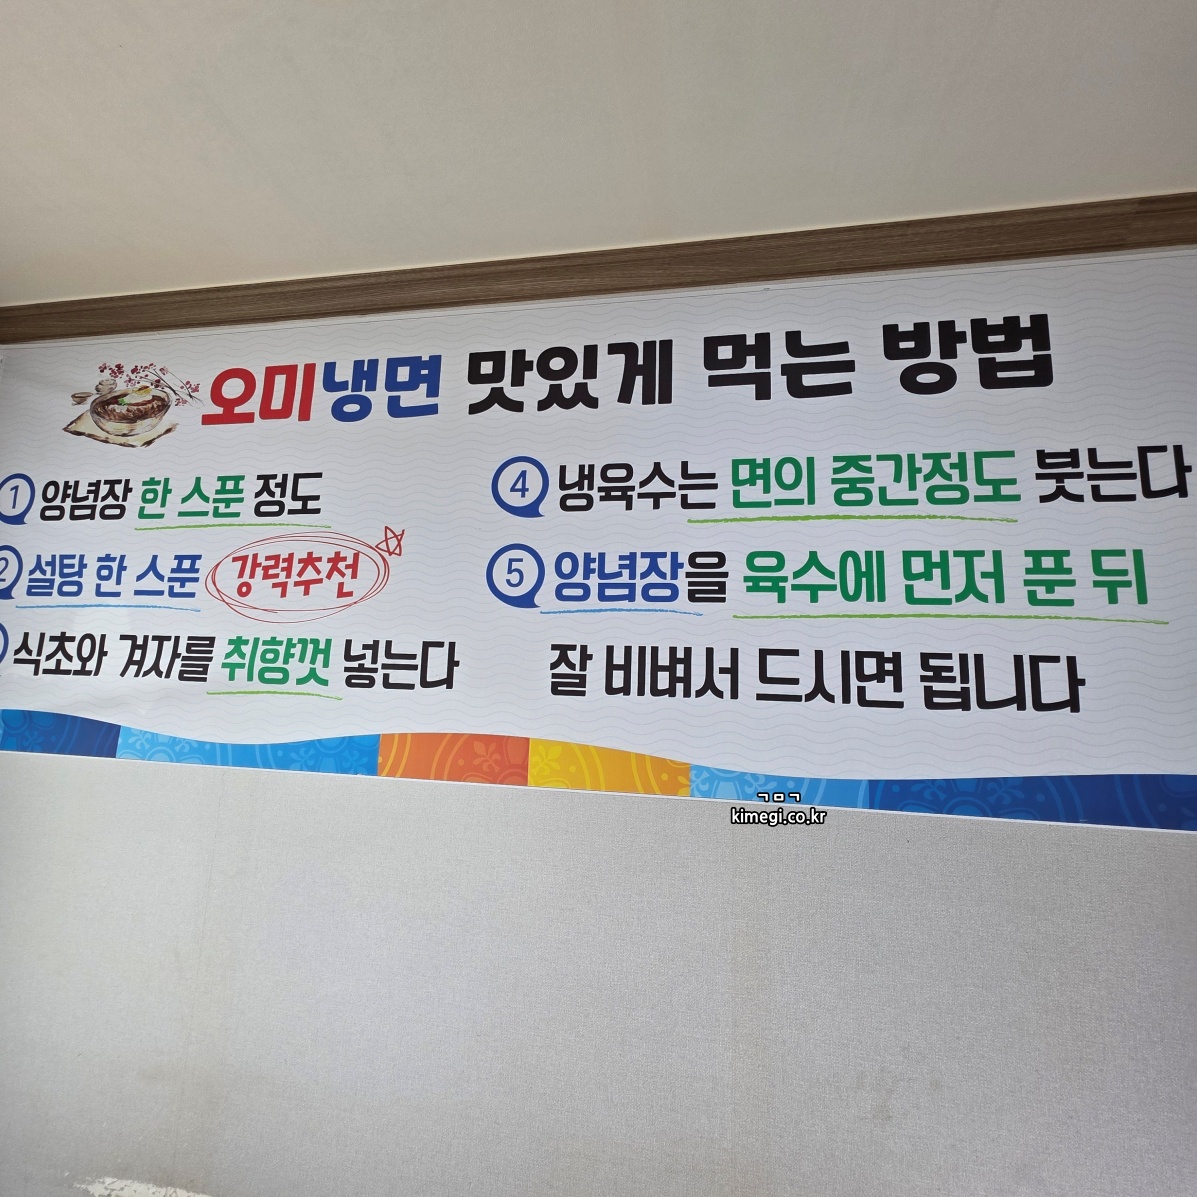 오미냉면 맛있게 먹는 방법
1 양념장 한 스푼 정도
2 설탕 한 스푼 강력추천
식초와 겨자를 취향껏 넣는다
4 냉육수는 면의 중간정도 붓는다
5 양념장을 육수에 먼저 푼 뒤
잘 비벼서 드시면 됩니다
ㄱㅁㄱ
kimegi.co.kr